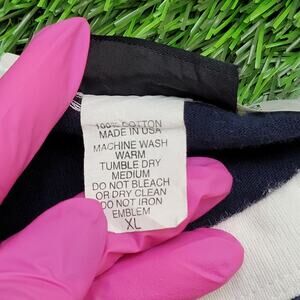 100% COTTON
MADE IN USA
MACHINE WASH
WARM
TUMBLE DRY
MEDIUM
DO NOT BLEACH
OR DRY CLEAN
DO NOT IRON
EMBLEM
XL